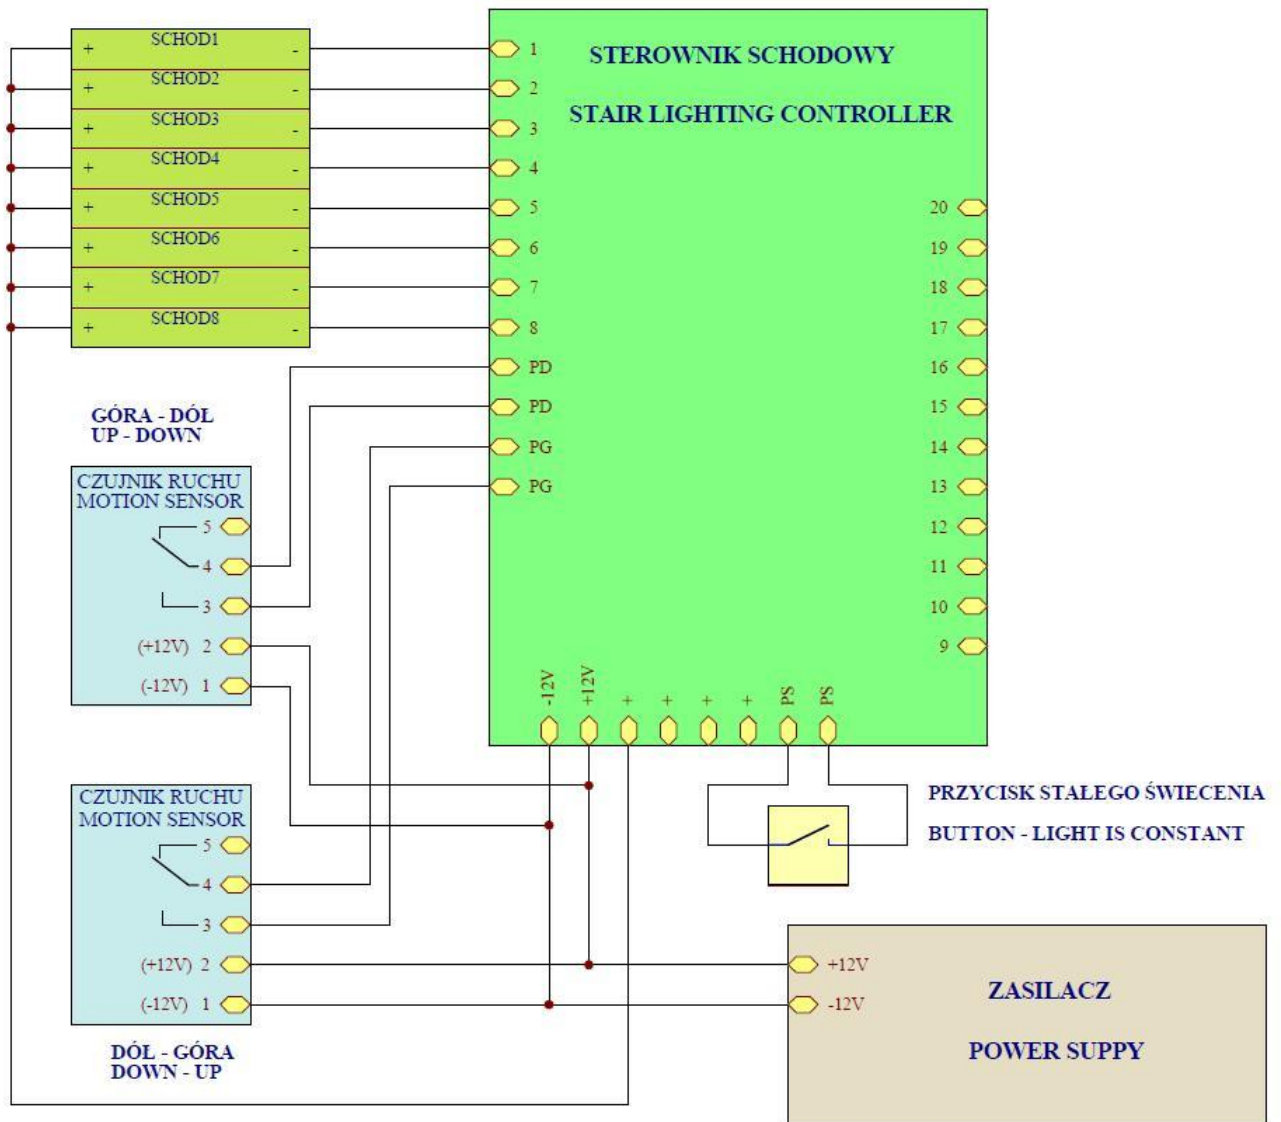 STEROWNIK SCHODOWY
STAIR LIGHTING CONTROLLER
+ SCHOD1 - 1
+ SCHOD2 - 2
+ SCHOD3 - 3
+ SCHOD4 - 4
+ SCHOD5 - 5
+ SCHOD6 - 6
+ SCHOD7 - 7
+ SCHOD8 - 8
PD
PD
PG
PG
20
19
18
17
16
15
14
13
12
11
10
9
-12V +12V + + + + PS PS
GÓRA - DÓŁ
UP - DOWN
CZUJNIK RUCHU
MOTION SENSOR
5
4
3
(+12V) 2
(-12V) 1
CZUJNIK RUCHU
MOTION SENSOR
5
4
3
(+12V) 2
(-12V) 1
DÓŁ - GÓRA
DOWN - UP
PRZYCISK STAŁEGO ŚWIECENIA
BUTTON - LIGHT IS CONSTANT
+12V
-12V
ZASILACZ
POWER SUPPY